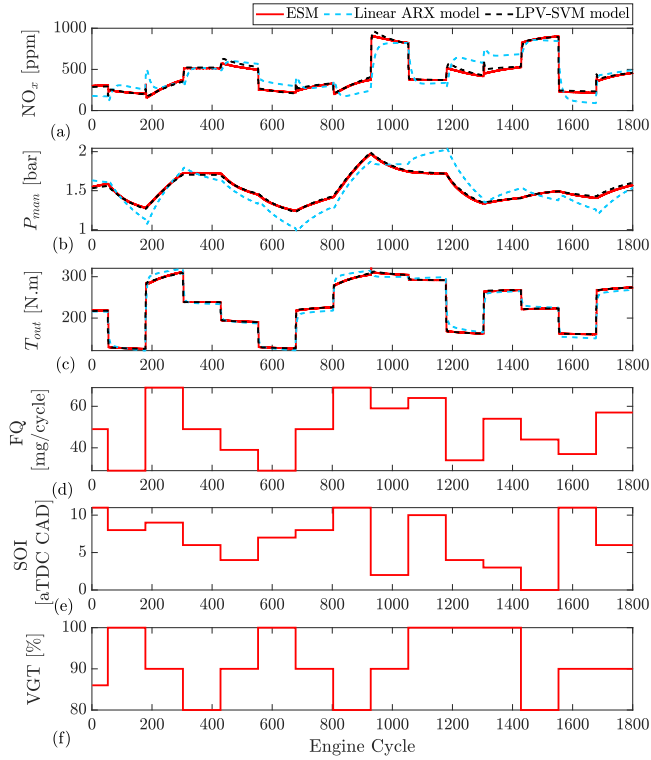 ESM Linear ARX model LPV-SVM model
1000
500
0
NOx [ppm]
0 200 400 600 800 1000 1200 1400 1600 1800
(a)
2
1.5
1
Pman [bar]
0 200 400 600 800 1000 1200 1400 1600 1800
(b)
300
200
Tout [N.m]
0 200 400 600 800 1000 1200 1400 1600 1800
(c)
60
40
FQ
[mg/cycle]
0 200 400 600 800 1000 1200 1400 1600 1800
(d)
10
5
0
SOI
[aTDC CAD]
0 200 400 600 800 1000 1200 1400 1600 1800
(e)
100
90
80
VGT [%]
0 200 400 600 800 1000 1200 1400 1600 1800
(f)
Engine Cycle